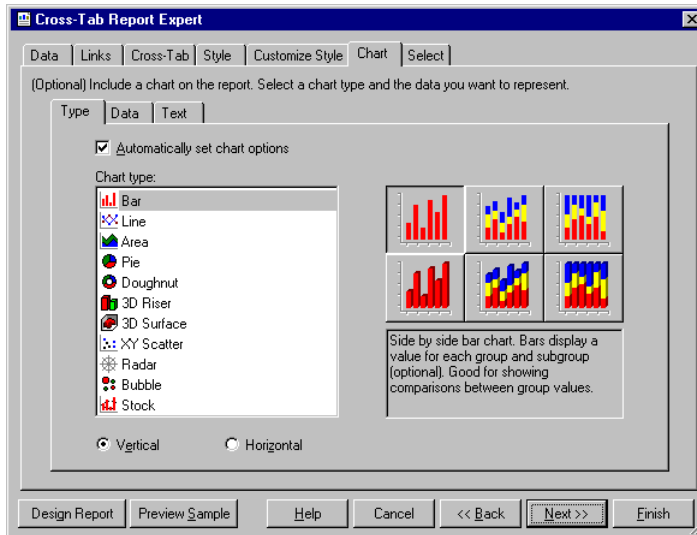 Cross-Tab Report Expert
Data Links Cross-Tab Style Customize Style Chart Select
(Optional) Include a chart on the report. Select a chart type and the data you want to represent.
Type Data Text
Automatically set chart options
Chart type:
Bar
Line
Area
Pie
Doughnut
3D Riser
3D Surface
XY Scatter
Radar
Bubble
Stock
Side by side bar chart. Bars display a
value for each group and subgroup
(optional). Good for showing
comparisons between group values.
Vertical Horizontal
Design Report Preview Sample Help Cancel << Back Next >> Finish